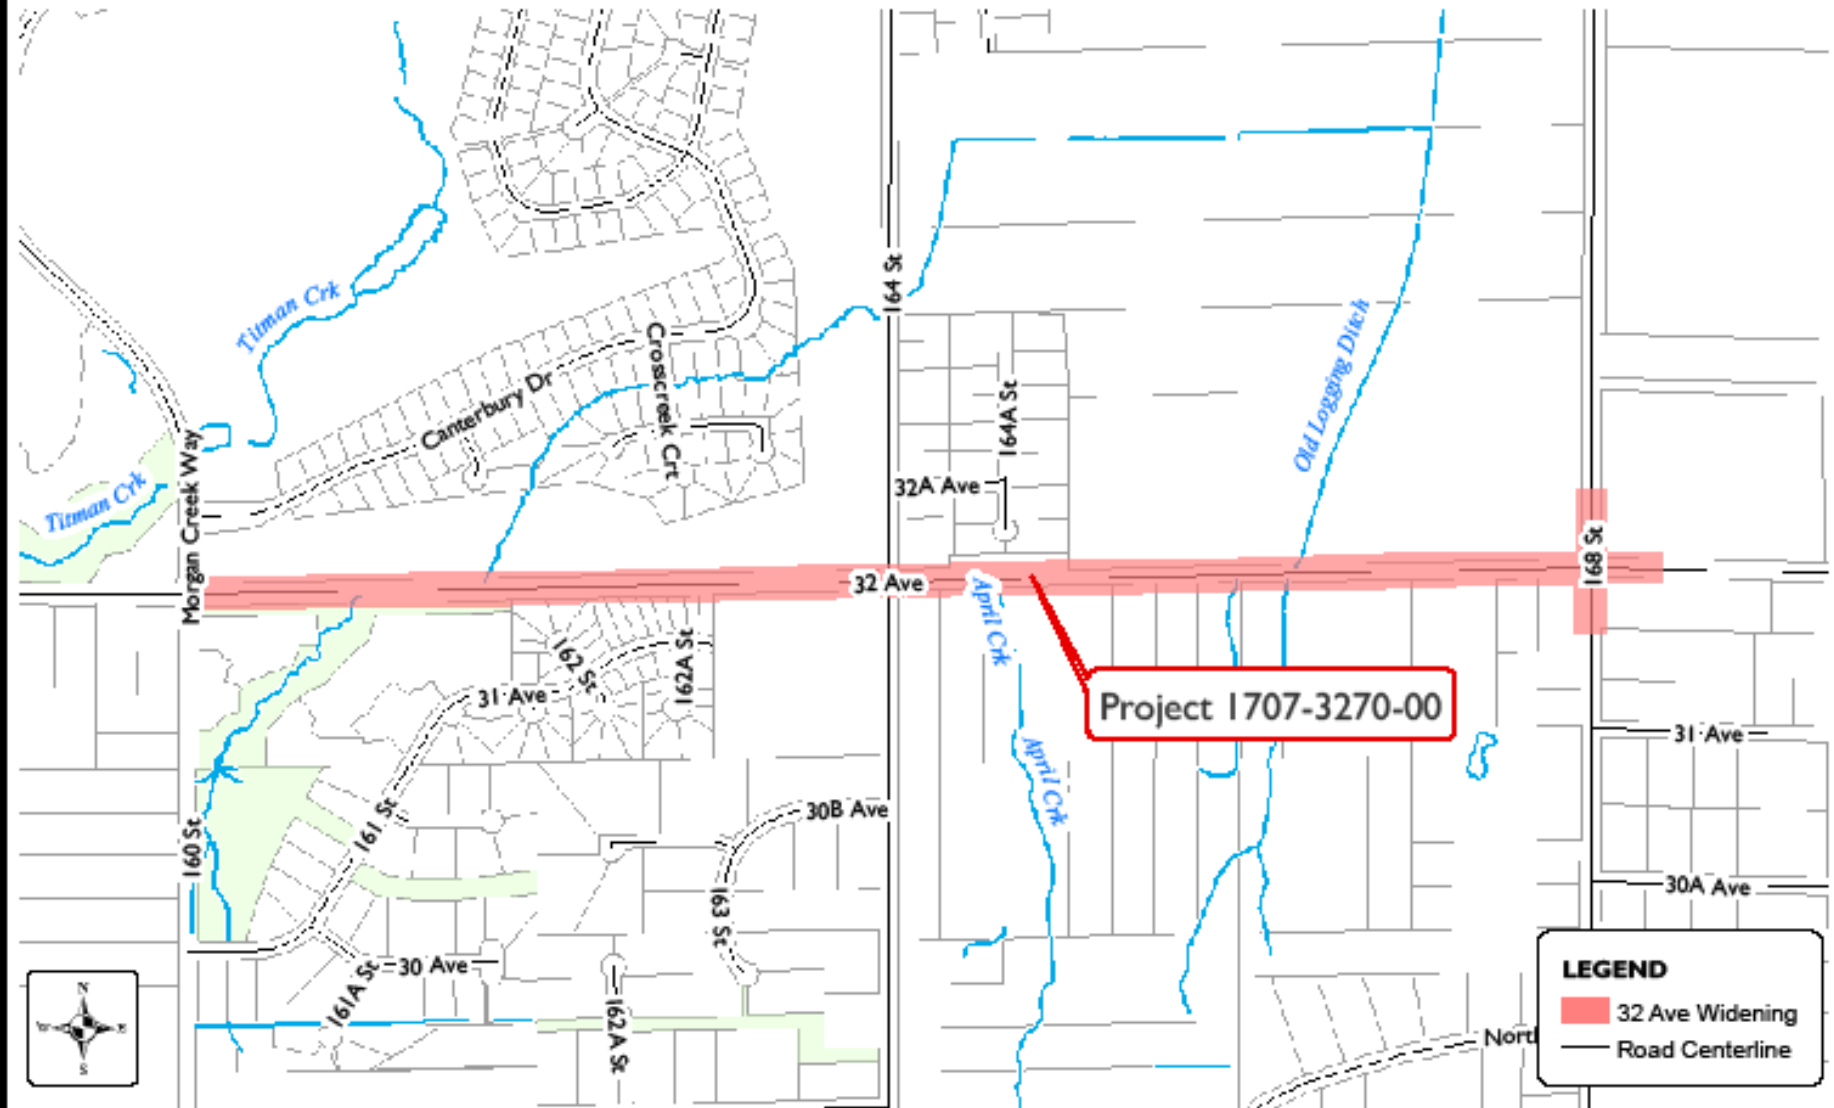 Titman Crk
164 St
Crosscreek Crt
Canterbury Dr
Old Logging Ditch
164A St
32A Ave
Titman Crk
Morgan Creek Way
168 St
32 Ave
April Crk
162 St
162A St
31 Ave
Project 1707-3270-00
31 Ave
April Crk
161 St
30B Ave
160 St
163 St
30A Ave
30 Ave
161A St
162A St
North
N
W
E
S
LEGEND
32 Ave Widening
Road Centerline